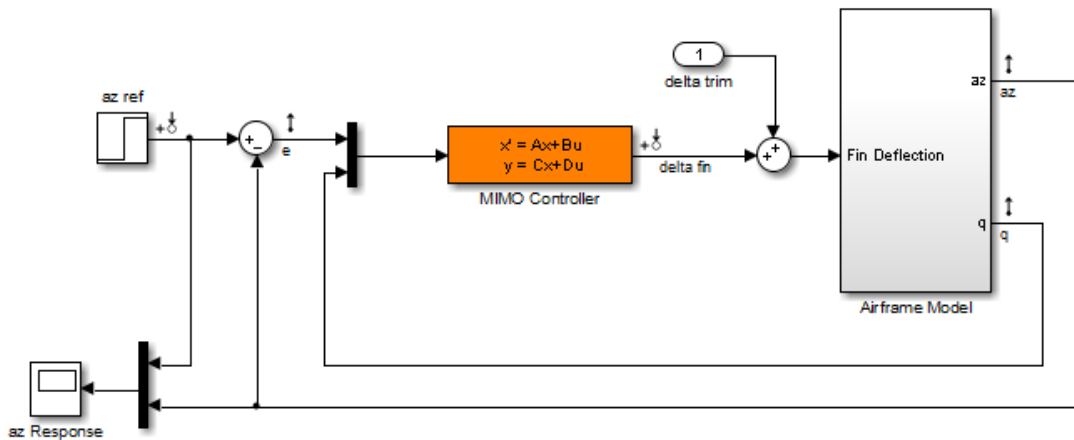 1
delta trim
az ref
az
az
+
−
e
x' = Ax+Bu
y = Cx+Du
MIMO Controller
delta fin
+
+
Fin Deflection
q
q
Airframe Model
az Response